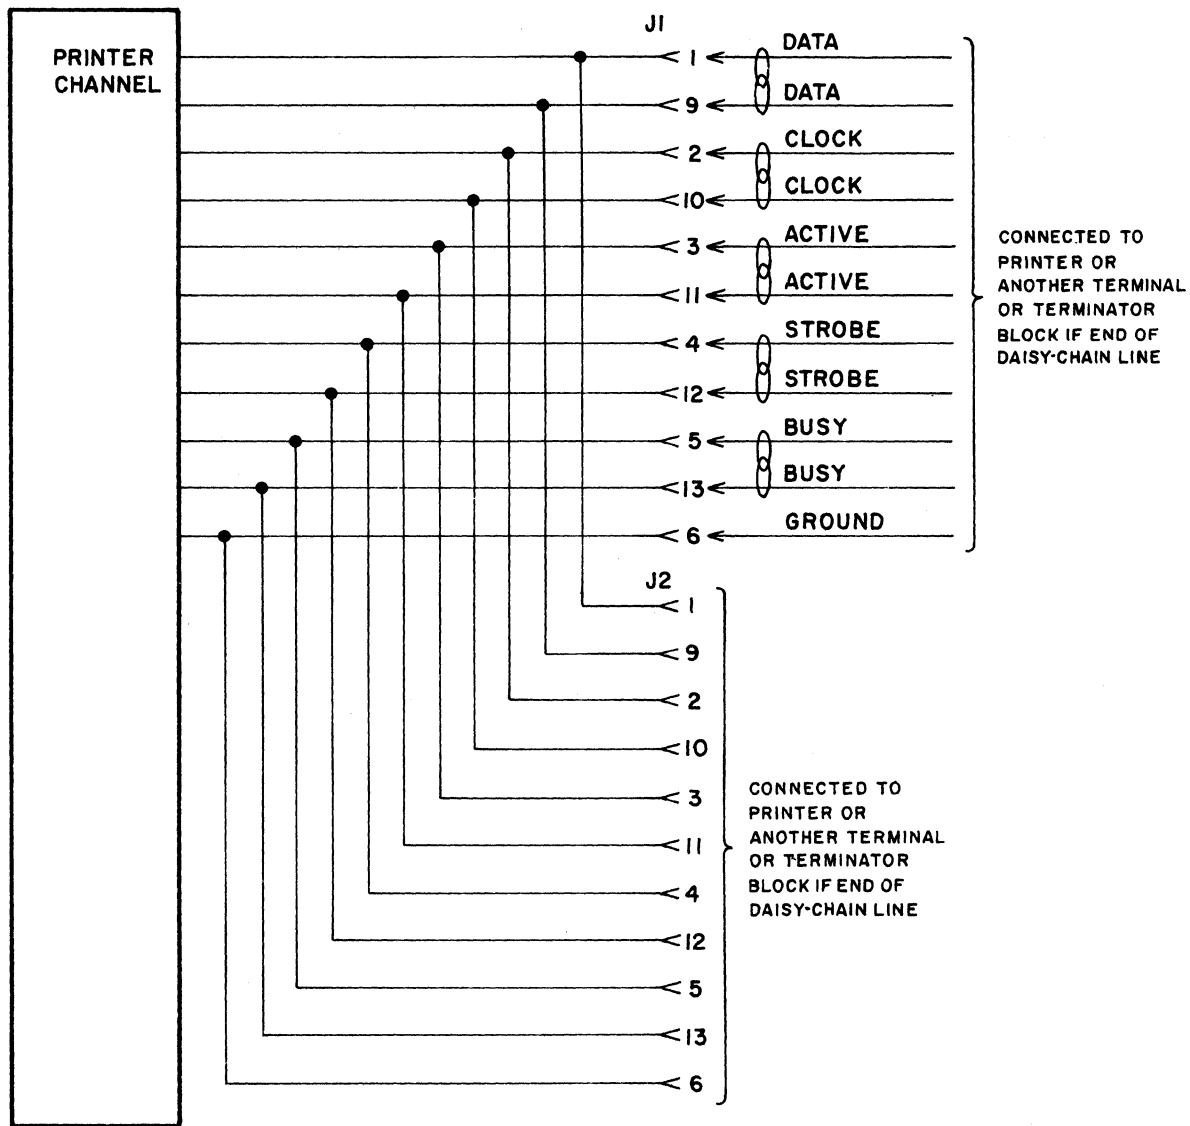 PRINTER
CHANNEL
J1
1 DATA
9 DATA
2 CLOCK
10 CLOCK
3 ACTIVE
11 ACTIVE
4 STROBE
12 STROBE
5 BUSY
13 BUSY
6 GROUND
CONNECTED TO
PRINTER OR
ANOTHER TERMINAL
OR TERMINATOR
BLOCK IF END OF
DAISY-CHAIN LINE
J2
1
9
2
10
3
11
4
12
5
13
6
CONNECTED TO
PRINTER OR
ANOTHER TERMINAL
OR TERMINATOR
BLOCK IF END OF
DAISY-CHAIN LINE